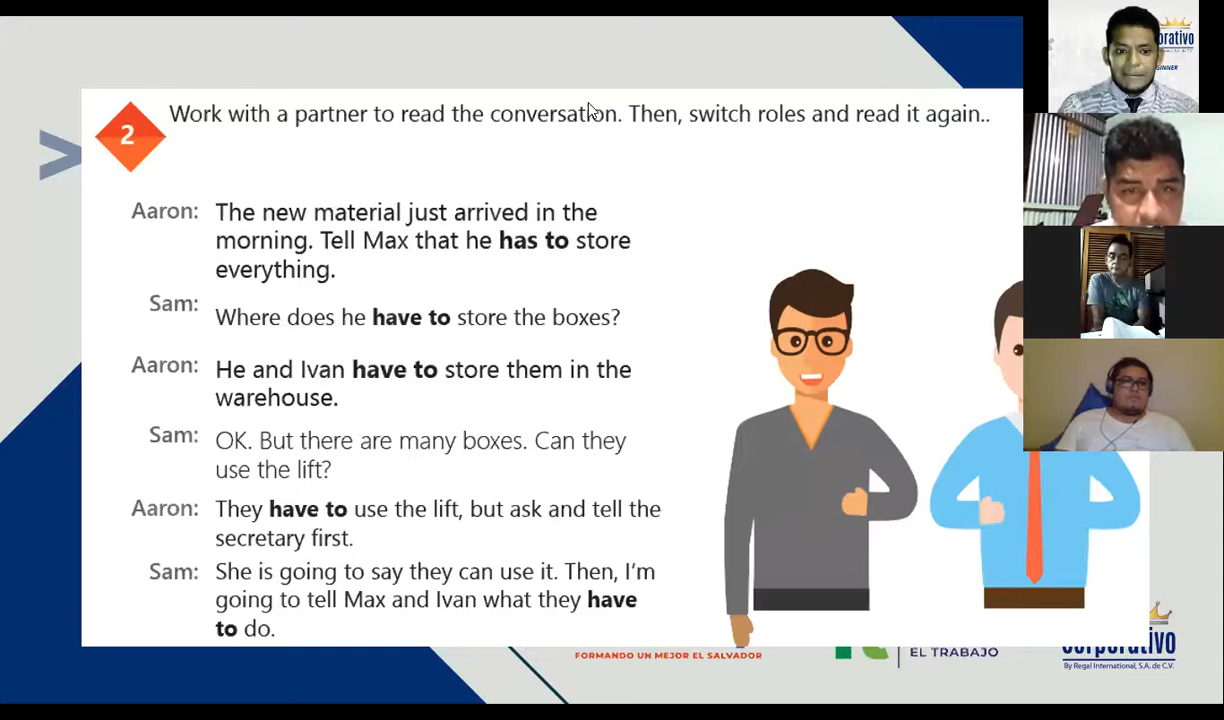 2
Work with a partner to read the conversation. Then, switch roles and read it again..
Aaron: The new material just arrived in the
morning. Tell Max that he has to store
everything.
Sam: Where does he have to store the boxes?
Aaron: He and Ivan have to store them in the
warehouse.
Sam: OK. But there are many boxes. Can they
use the lift?
Aaron: They have to use the lift, but ask and tell the
secretary first.
Sam: She is going to say they can use it. Then, I'm
going to tell Max and Ivan what they have
to do.
FORMANDO UN MEJOR EL SALVADOR
EL TRABAJO
By Regal International, S.A. de C.V.